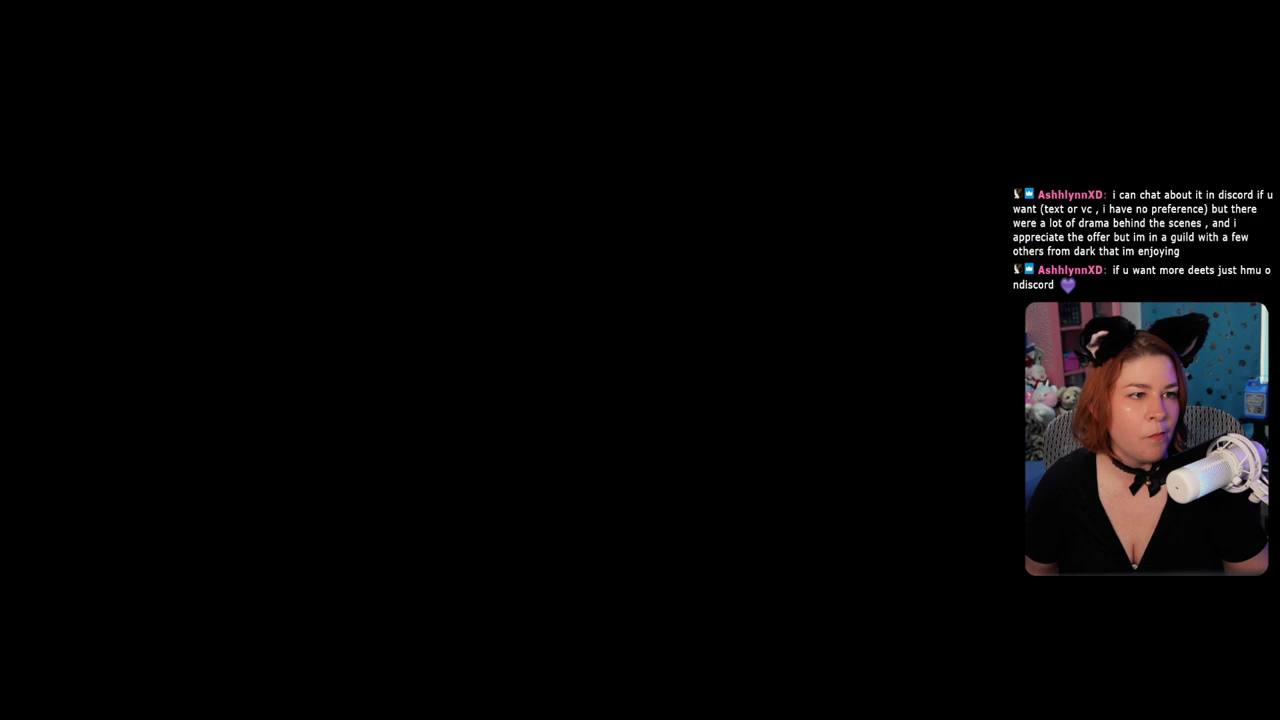 AshhlynnXD: i can chat about it in discord if u
want (text or vc , i have no preference) but there
were a lot of drama behind the scenes , and i
appreciate the offer but im in a guild with a few
others from dark that im enjoying
AshhlynnXD: if u want more deets just hmu o
ndiscord